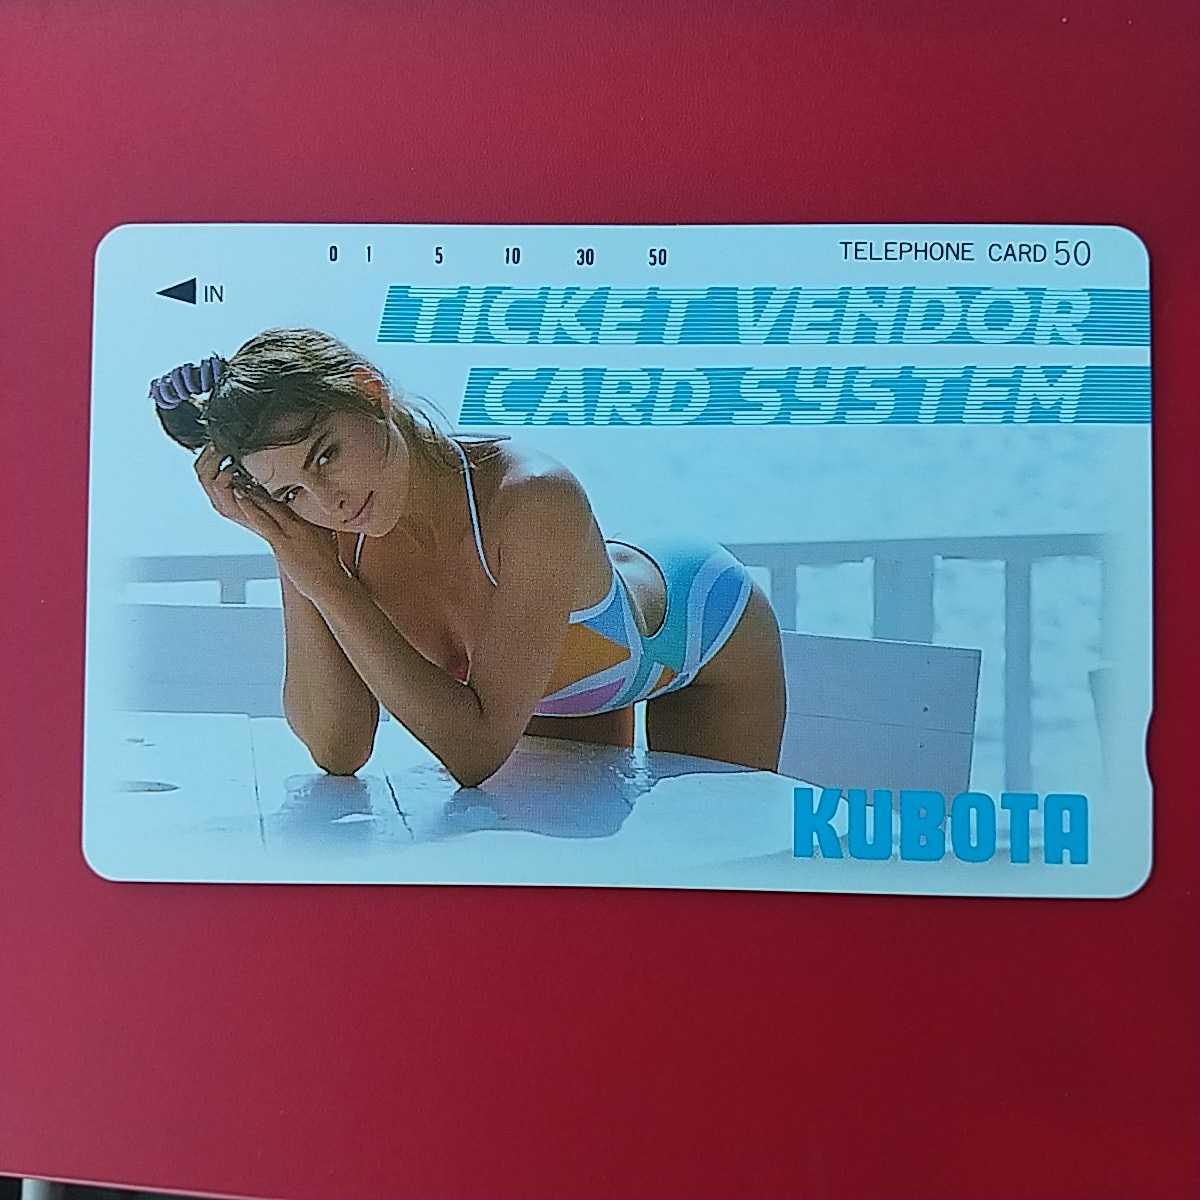 0 1 5 10 30 50
TELEPHONE CARD 50
IN
TICKET VENDOR
CARD SYSTEM
KUBOTA